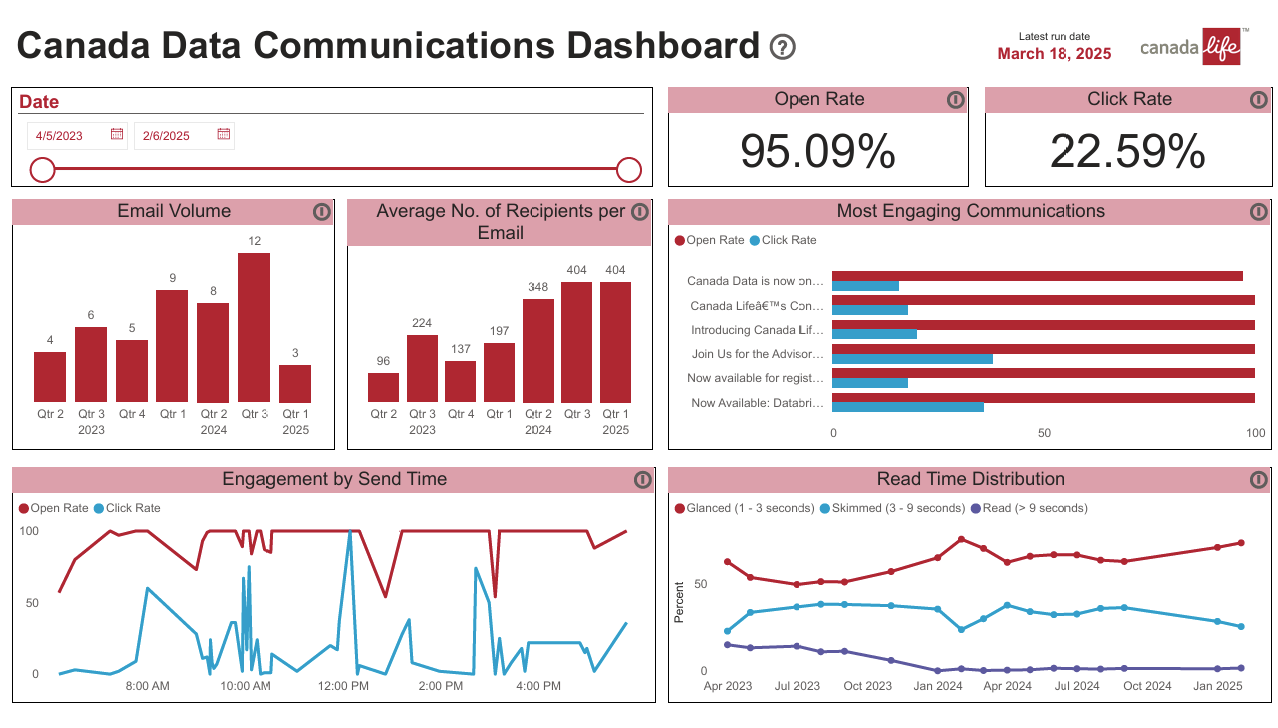 Canada Data Communications Dashboard ?
Latest run date
March 18, 2025
canada life™
Date
4/5/2023 2/6/2025
Open Rate
95.09%
Click Rate
22.59%
Email Volume
4 6 5 9 8 12 3
Qtr 2 Qtr 3 Qtr 4 Qtr 1 Qtr 2 Qtr 3 Qtr 1
2023 2024 2025
Average No. of Recipients per
Email
96 224 137 197 348 404 404
Qtr 2 Qtr 3 Qtr 4 Qtr 1 Qtr 2 Qtr 3 Qtr 1
2023 2024 2025
Most Engaging Communications
Open Rate Click Rate
Canada Data is now on…
Canada Lifeâ€™s Con…
Introducing Canada Lif…
Join Us for the Advisor…
Now available for regist…
Now Available: Databri…
0 50 100
Engagement by Send Time
Open Rate Click Rate
100
50
0
8:00 AM 10:00 AM 12:00 PM 2:00 PM 4:00 PM
Read Time Distribution
Glanced (1 - 3 seconds) Skimmed (3 - 9 seconds) Read (> 9 seconds)
Percent
50
0
Apr 2023 Jul 2023 Oct 2023 Jan 2024 Apr 2024 Jul 2024 Oct 2024 Jan 2025